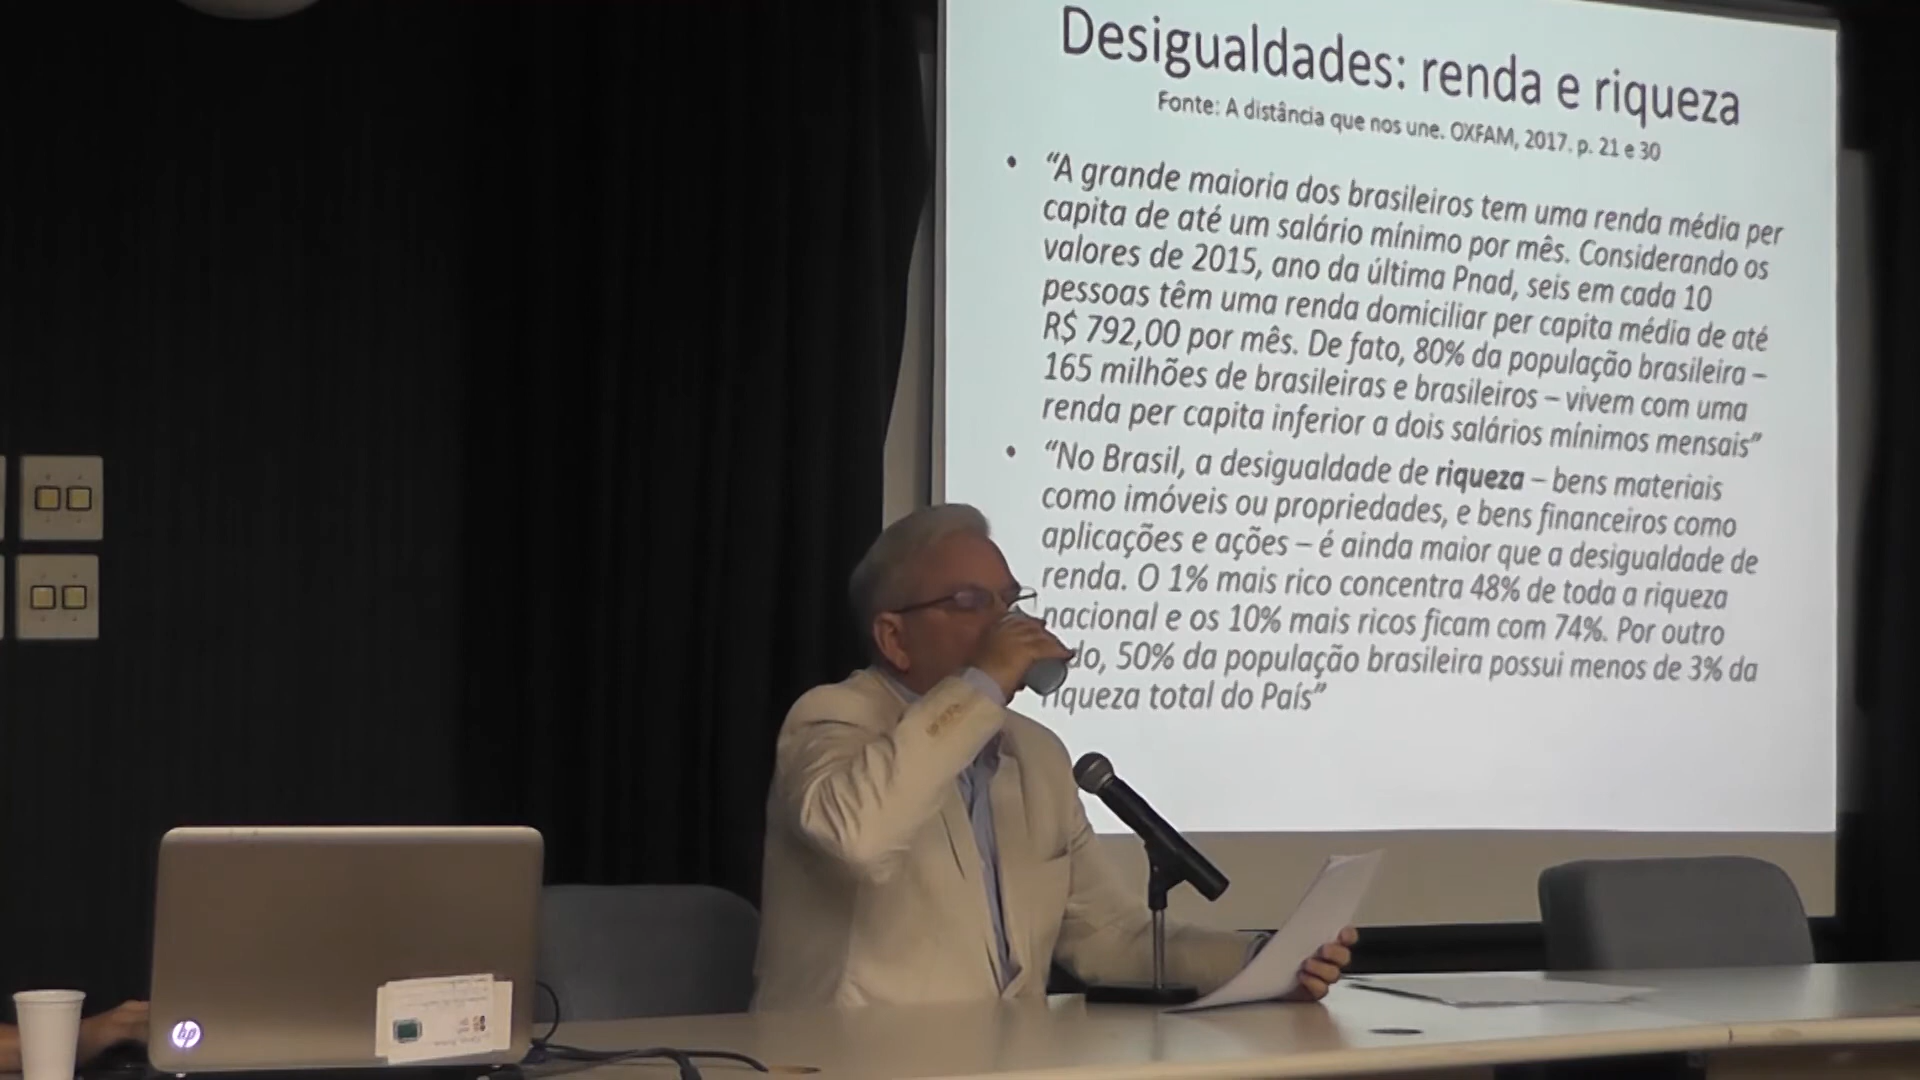 Desigualdades: renda e riqueza
Fonte: A distância que nos une. OXFAM, 2017. p. 21 e 30
• “A grande maioria dos brasileiros tem uma renda média per
capita de até um salário mínimo por mês. Considerando os
valores de 2015, ano da última Pnad, seis em cada 10
pessoas têm uma renda domiciliar per capita média de até
R$ 792,00 por mês. De fato, 80% da população brasileira –
165 milhões de brasileiras e brasileiros – vivem com uma
renda per capita inferior a dois salários mínimos mensais”
• “No Brasil, a desigualdade de riqueza – bens materiais
como imóveis ou propriedades, e bens financeiros como
aplicações e ações – é ainda maior que a desigualdade de
renda. O 1% mais rico concentra 48% de toda a riqueza
nacional e os 10% mais ricos ficam com 74%. Por outro
do, 50% da população brasileira possui menos de 3% da
riqueza total do País”
hp